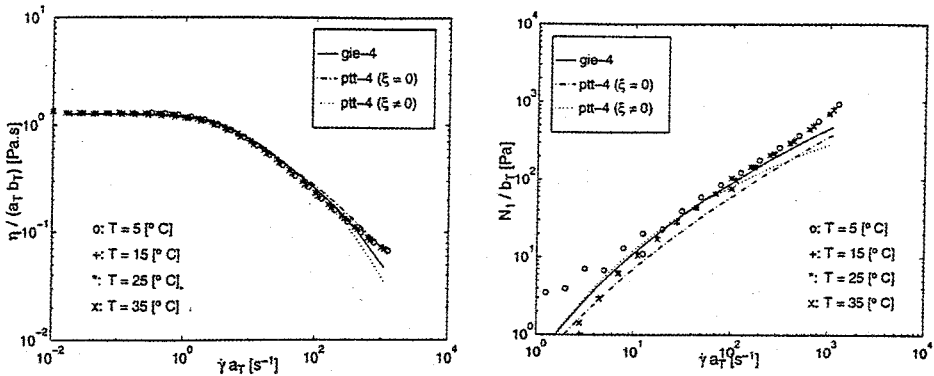 10¹
10⁰
10⁻¹
10⁻²
η / (a_T b_T) [Pa.s]
gie–4
ptt–4 (ξ = 0)
ptt–4 (ξ ≠ 0)
o: T = 5 [° C]
+: T = 15 [° C]
*: T = 25 [° C]
x: T = 35 [° C]
10⁻² 10⁰ 10² 10⁴
γ̇ a_T [s⁻¹]
10⁴
10³
10²
10¹
10⁰
N₁ / b_T [Pa]
gie–4
ptt–4 (ξ = 0)
ptt–4 (ξ ≠ 0)
o: T = 5 [° C]
+: T = 15 [° C]
*: T = 25 [° C]
x: T = 35 [° C]
10⁰ 10¹ 10² 10³ 10⁴
γ̇ a_T [s⁻¹]